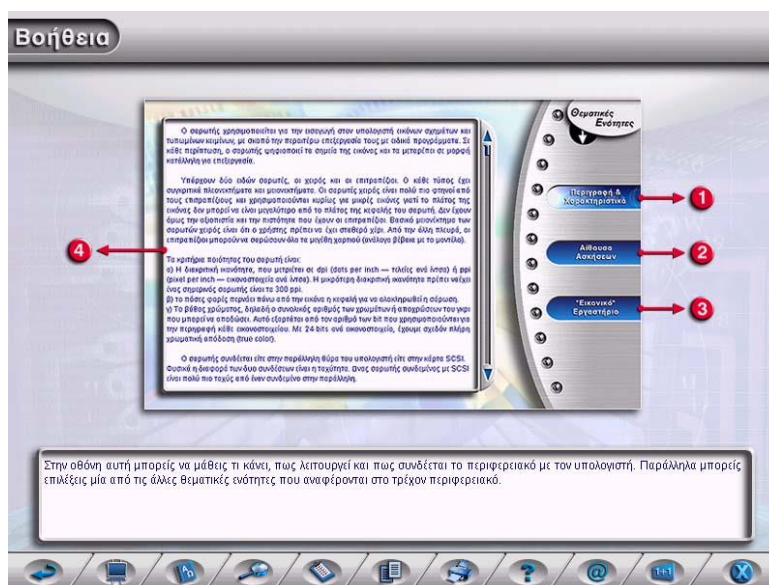 Βοήθεια
Ο σαρωτής χρησιμοποιείται για την εισαγωγή στον υπολογιστή εικόνων σχημάτων και
τυπωμένων κειμένων, με σκοπό την περαιτέρω επεξεργασία τους με ειδικά προγράμματα. Σε
κάθε περίπτωση, ο σαρωτής ψηφιοποιεί τα σημεία της εικόνας και τα μετατρέπει σε μορφή
κατάλληλη για επεξεργασία.
Υπάρχουν δύο ειδών σαρωτές, οι χειρός και οι επιτραπέζιοι. Ο κάθε τύπος έχει
συγκριτικά πλεονεκτήματα και μειονεκτήματα. Οι σαρωτές χειρός είναι πολύ πιο φτηνοί από
τους επιτραπέζιους και χρησιμοποιούνται κυρίως για μικρές εικόνες γιατί το πλάτος της
εικόνας δεν μπορεί να είναι μεγαλύτερο από το πλάτος της κεφαλής του σαρωτή. Δεν έχουν
όμως την αξιοπιστία και την πιστότητα που έχουν οι επιτραπέζιοι. Βασικό μειονέκτημα των
σαρωτών χειρός είναι ότι ο χρήστης πρέπει να έχει σταθερό χέρι. Από την άλλη πλευρά, οι
επιτραπέζιοι μπορούν να σαρώσουν όλα τα μεγέθη χαρτιού (ανάλογα βέβαια με το μοντέλο).
Τα κριτήρια ποιότητας του σαρωτή είναι:
α) Η διακριτική ικανότητα, που μετριέται σε dpi (dots per inch — τελείες ανά ίντσα) ή ppi
(pixel per inch — εικονοστοιχεία ανά ίντσα). Η μικρότερη διακριτική ικανότητα πρέπει να έχει
ένας σημερινός σαρωτής είναι τα 300 ppi.
β) το πόσες φορές περνάει πάνω από την εικόνα η κεφαλή για να ολοκληρωθεί η σάρωση.
γ) Το βάθος χρώματος, δηλαδή ο συνολικός αριθμός των χρωμάτων ή αποχρώσεων του γκρι
που μπορεί να αποδώσει. Αυτό εξαρτάται από τον αριθμό των bit που χρησιμοποιούνται για
την περιγραφή κάθε εικονοστοιχείου. Με 24 bits ανά εικονοστοιχείο, έχουμε σχεδόν πλήρη
χρωματική απόδοση (true color).
Ο σαρωτής συνδέεται είτε στην παράλληλη θύρα του υπολογιστή είτε στην κάρτα SCSI.
Φυσικά η διαφορά των δυο συνδέσεων είναι η ταχύτητα. Ένας σαρωτής συνδεμένος με SCSI
είναι πολύ πιο ταχύς από έναν συνδεμένο στην παράλληλη.
4
Θεματικές
Ενότητες
Περιγραφή &
Χαρακτηριστικά
1
Αίθουσα
Ασκήσεων
2
"Εικονικό"
Εργαστήριο
3
Στην οθόνη αυτή μπορείς να μάθεις τι κάνει, πως λειτουργεί και πως συνδέεται το περιφερειακό με τον υπολογιστή. Παράλληλα μπορείς
επιλέξεις μία από τις άλλες θεματικές ενότητες που αναφέρονται στο τρέχον περιφερειακό.
? @ 1+1 X